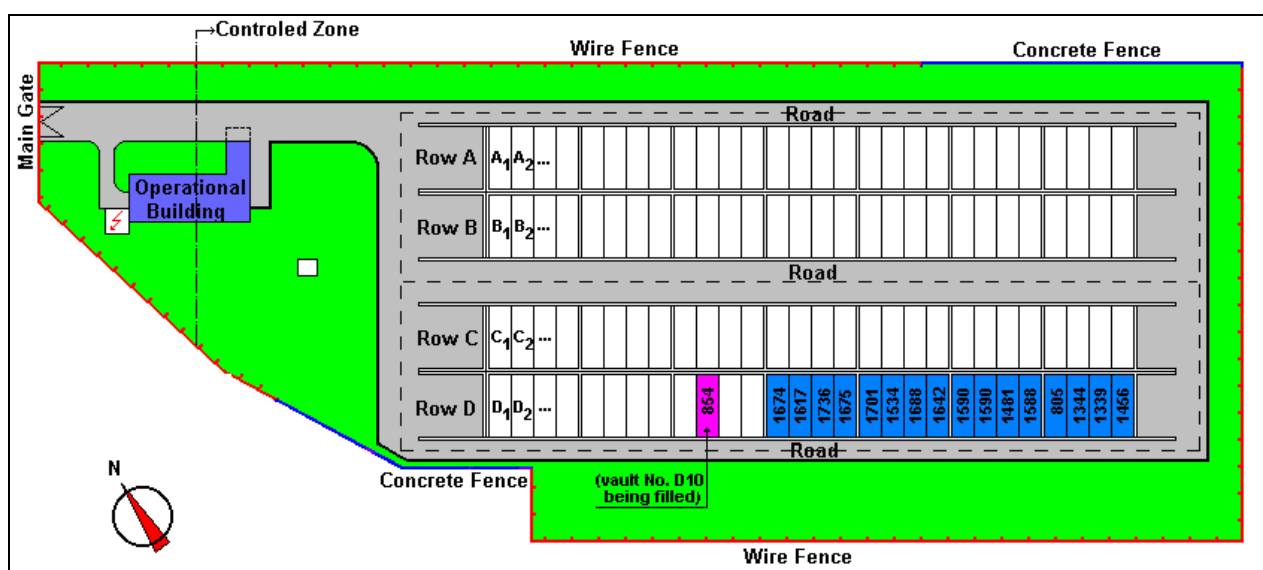 Controled Zone
Wire Fence
Concrete Fence
Main Gate
Road
Row A A1 A2 ...
Operational
Building
Row B B1 B2 ...
Road
Row C C1 C2 ...
Row D D1 D2 ... 854 1674 1617 1736 1675 1701 1534 1688 1642 1590 1590 1481 1588 805 1344 1339 1456
Road
N
Concrete Fence
(vault No. D10
being filled)
Wire Fence